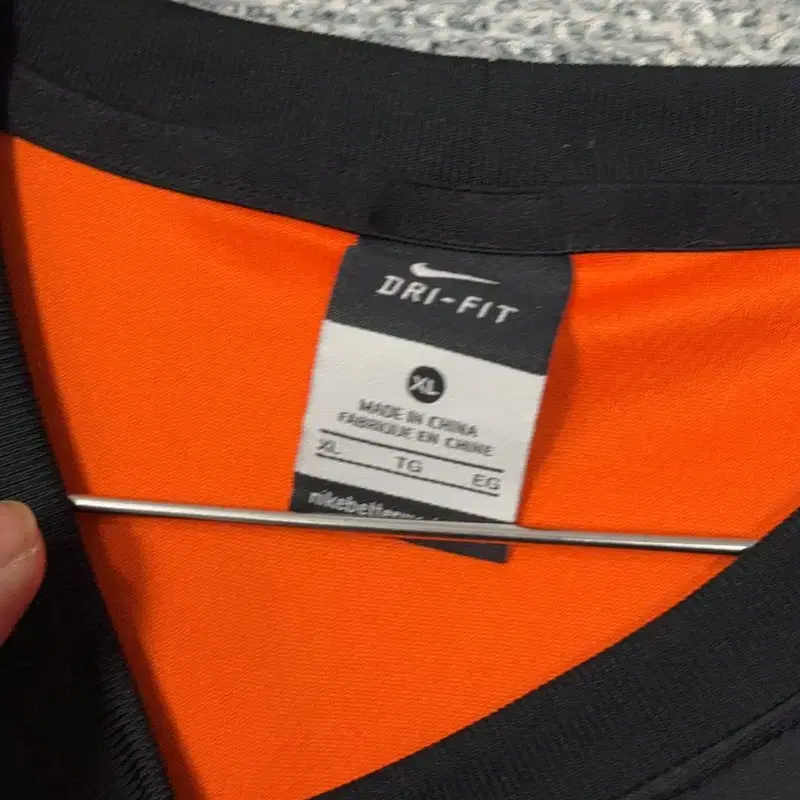 DRI-FIT
XL
MADE IN CHINA
FABRIQUE EN CHINE
XL TG EG